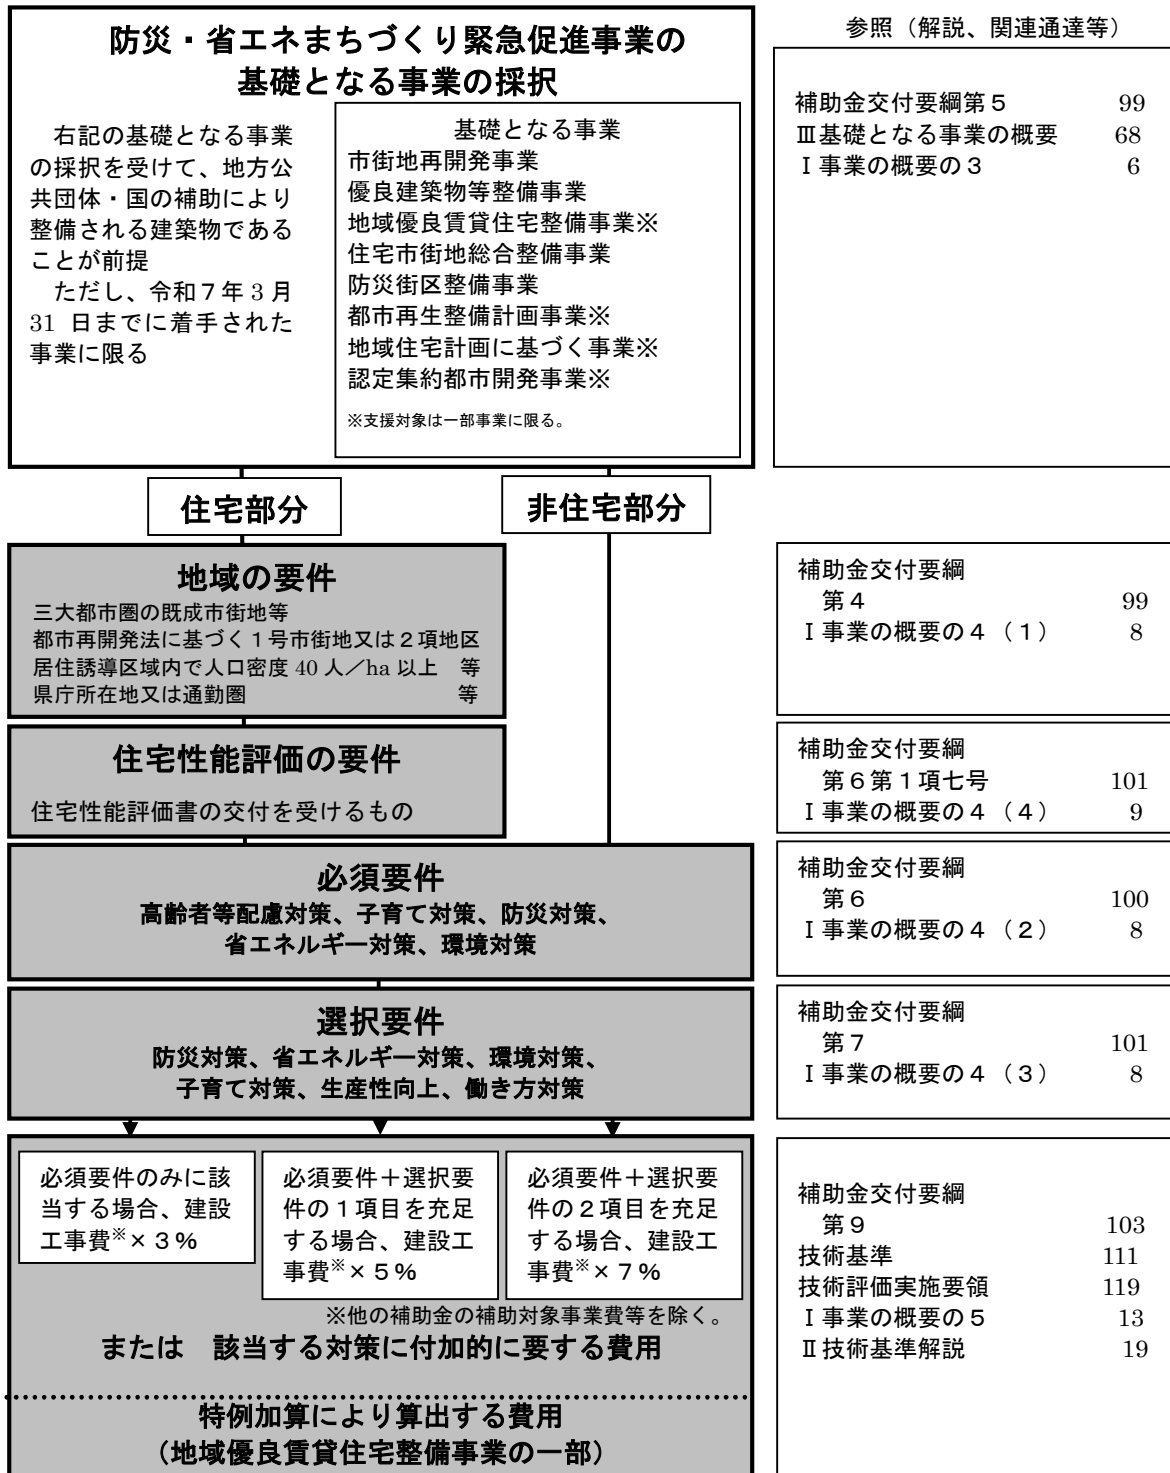 防災・省エネまちづくり緊急促進事業の
基礎となる事業の採択
右記の基礎となる事業
の採択を受けて、地方公
共団体・国の補助により
整備される建築物である
ことが前提
ただし、令和７年 3 月
31 日までに着手された
事業に限る
基礎となる事業
市街地再開発事業
優良建築物等整備事業
地域優良賃貸住宅整備事業※
住宅市街地総合整備事業
防災街区整備事業
都市再生整備計画事業※
地域住宅計画に基づく事業※
認定集約都市開発事業※
※支援対象は一部事業に限る。
参照（解説、関連通達等）
補助金交付要綱第５ 99
Ⅲ基礎となる事業の概要 68
Ⅰ事業の概要の３ 6
住宅部分
非住宅部分
地域の要件
三大都市圏の既成市街地等
都市再開発法に基づく１号市街地又は２項地区
居住誘導区域内で人口密度 40 人／ha 以上 等
県庁所在地又は通勤圏 等
補助金交付要綱
第４ 99
Ⅰ事業の概要の４（１） 8
住宅性能評価の要件
住宅性能評価書の交付を受けるもの
補助金交付要綱
第６第１項七号 101
Ⅰ事業の概要の４（４） 9
必須要件
高齢者等配慮対策、子育て対策、防災対策、
省エネルギー対策、環境対策
補助金交付要綱
第６ 100
Ⅰ事業の概要の４（２） 8
選択要件
防災対策、省エネルギー対策、環境対策、
子育て対策、生産性向上、働き方対策
補助金交付要綱
第７ 101
Ⅰ事業の概要の４（３） 8
必須要件のみに該
当する場合、建設
工事費※×３％
必須要件＋選択要
件の１項目を充足
する場合、建設工
事費※×５％
必須要件＋選択要
件の２項目を充足
する場合、建設工
事費※×７％
※他の補助金の補助対象事業費等を除く。
または 該当する対策に付加的に要する費用
特例加算により算出する費用
（地域優良賃貸住宅整備事業の一部）
補助金交付要綱
第９ 103
技術基準 111
技術評価実施要領 119
Ⅰ事業の概要の５ 13
Ⅱ技術基準解説 19